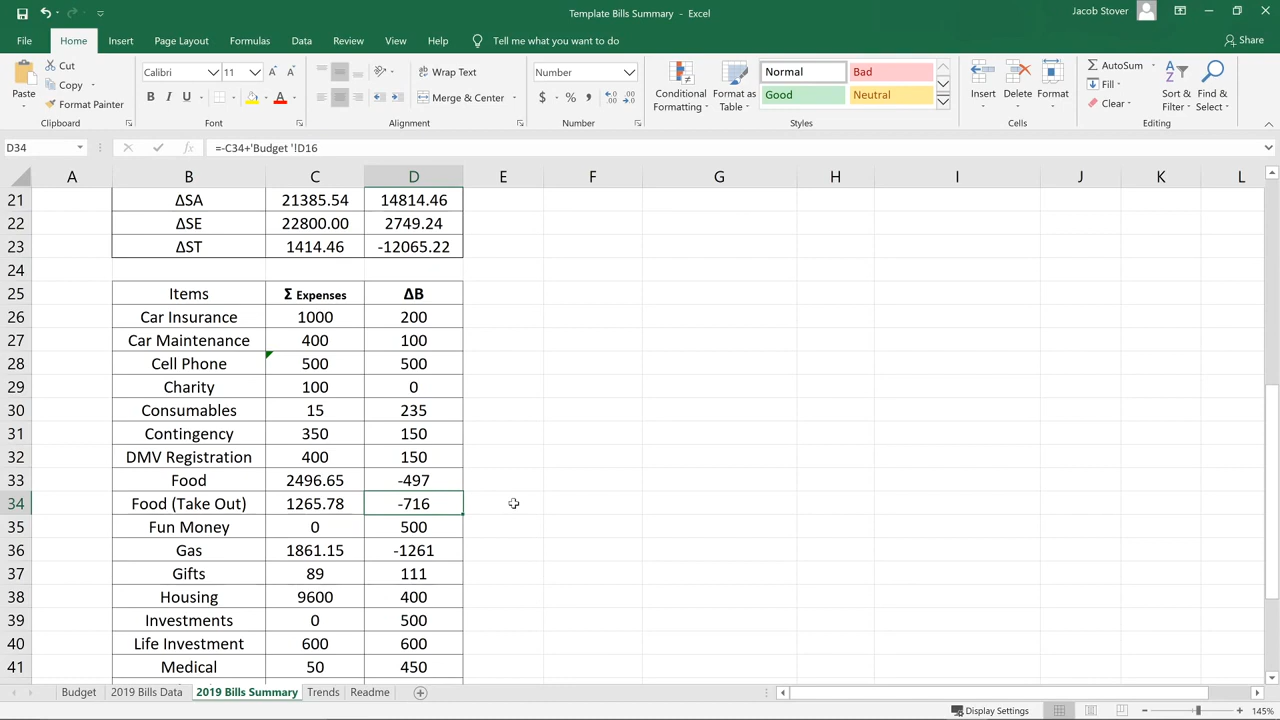 Template Bills Summary - Excel
Jacob Stover
File Home Insert Page Layout Formulas Data Review View Help Tell me what you want to do Share
Paste
Cut
Copy
Format Painter
Clipboard
Calibri 11 A A
B I U A
Font
ab Wrap Text
Merge & Center
Alignment
Number
$ % ,
Number
Conditional Formatting
Format as Table
Normal Bad
Good Neutral
Styles
Insert Delete Format
Cells
AutoSum
Fill
Clear
Sort & Filter
Find & Select
Editing
D34 fx =-C34+'Budget '!D16
A B C D E F G H I J K L
21 ΔSA 21385.54 14814.46
22 ΔSE 22800.00 2749.24
23 ΔST 1414.46 -12065.22
24
25 Items Σ Expenses ΔB
26 Car Insurance 1000 200
27 Car Maintenance 400 100
28 Cell Phone 500 500
29 Charity 100 0
30 Consumables 15 235
31 Contingency 350 150
32 DMV Registration 400 150
33 Food 2496.65 -497
34 Food (Take Out) 1265.78 -716
35 Fun Money 0 500
36 Gas 1861.15 -1261
37 Gifts 89 111
38 Housing 9600 400
39 Investments 0 500
40 Life Investment 600 600
41 Medical 50 450
Budget 2019 Bills Data 2019 Bills Summary Trends Readme
Display Settings 145%